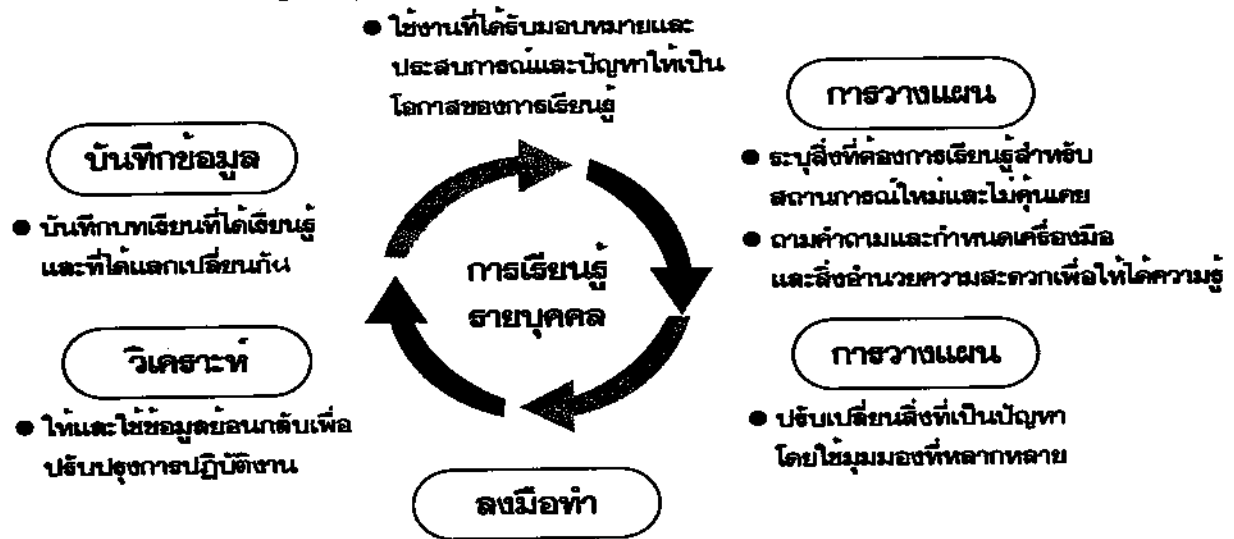 ● ใช้งานที่ได้รับมอบหมายและ
ประสบการณ์และปัญหาให้เป็น
โอกาสของการเรียนรู้
การวางแผน
● ระบุสิ่งที่ต้องการเรียนรู้สำหรับ
สถานการณ์ใหม่และไม่คุ้นเคย
● ถามคำถามและกำหนดเครื่องมือ
และสิ่งอำนวยความสะดวกเพื่อให้ได้ความรู้
การวางแผน
● ปรับเปลี่ยนสิ่งที่เป็นปัญหา
โดยใช้มุมมองที่หลากหลาย
ลงมือทำ
วิเคราะห์
● ให้และใช้ข้อมูลย้อนกลับเพื่อ
ปรับปรุงการปฏิบัติงาน
บันทึกข้อมูล
● บันทึกบทเรียนที่ได้เรียนรู้
และที่ได้แลกเปลี่ยนกัน
การเรียนรู้
รายบุคคล